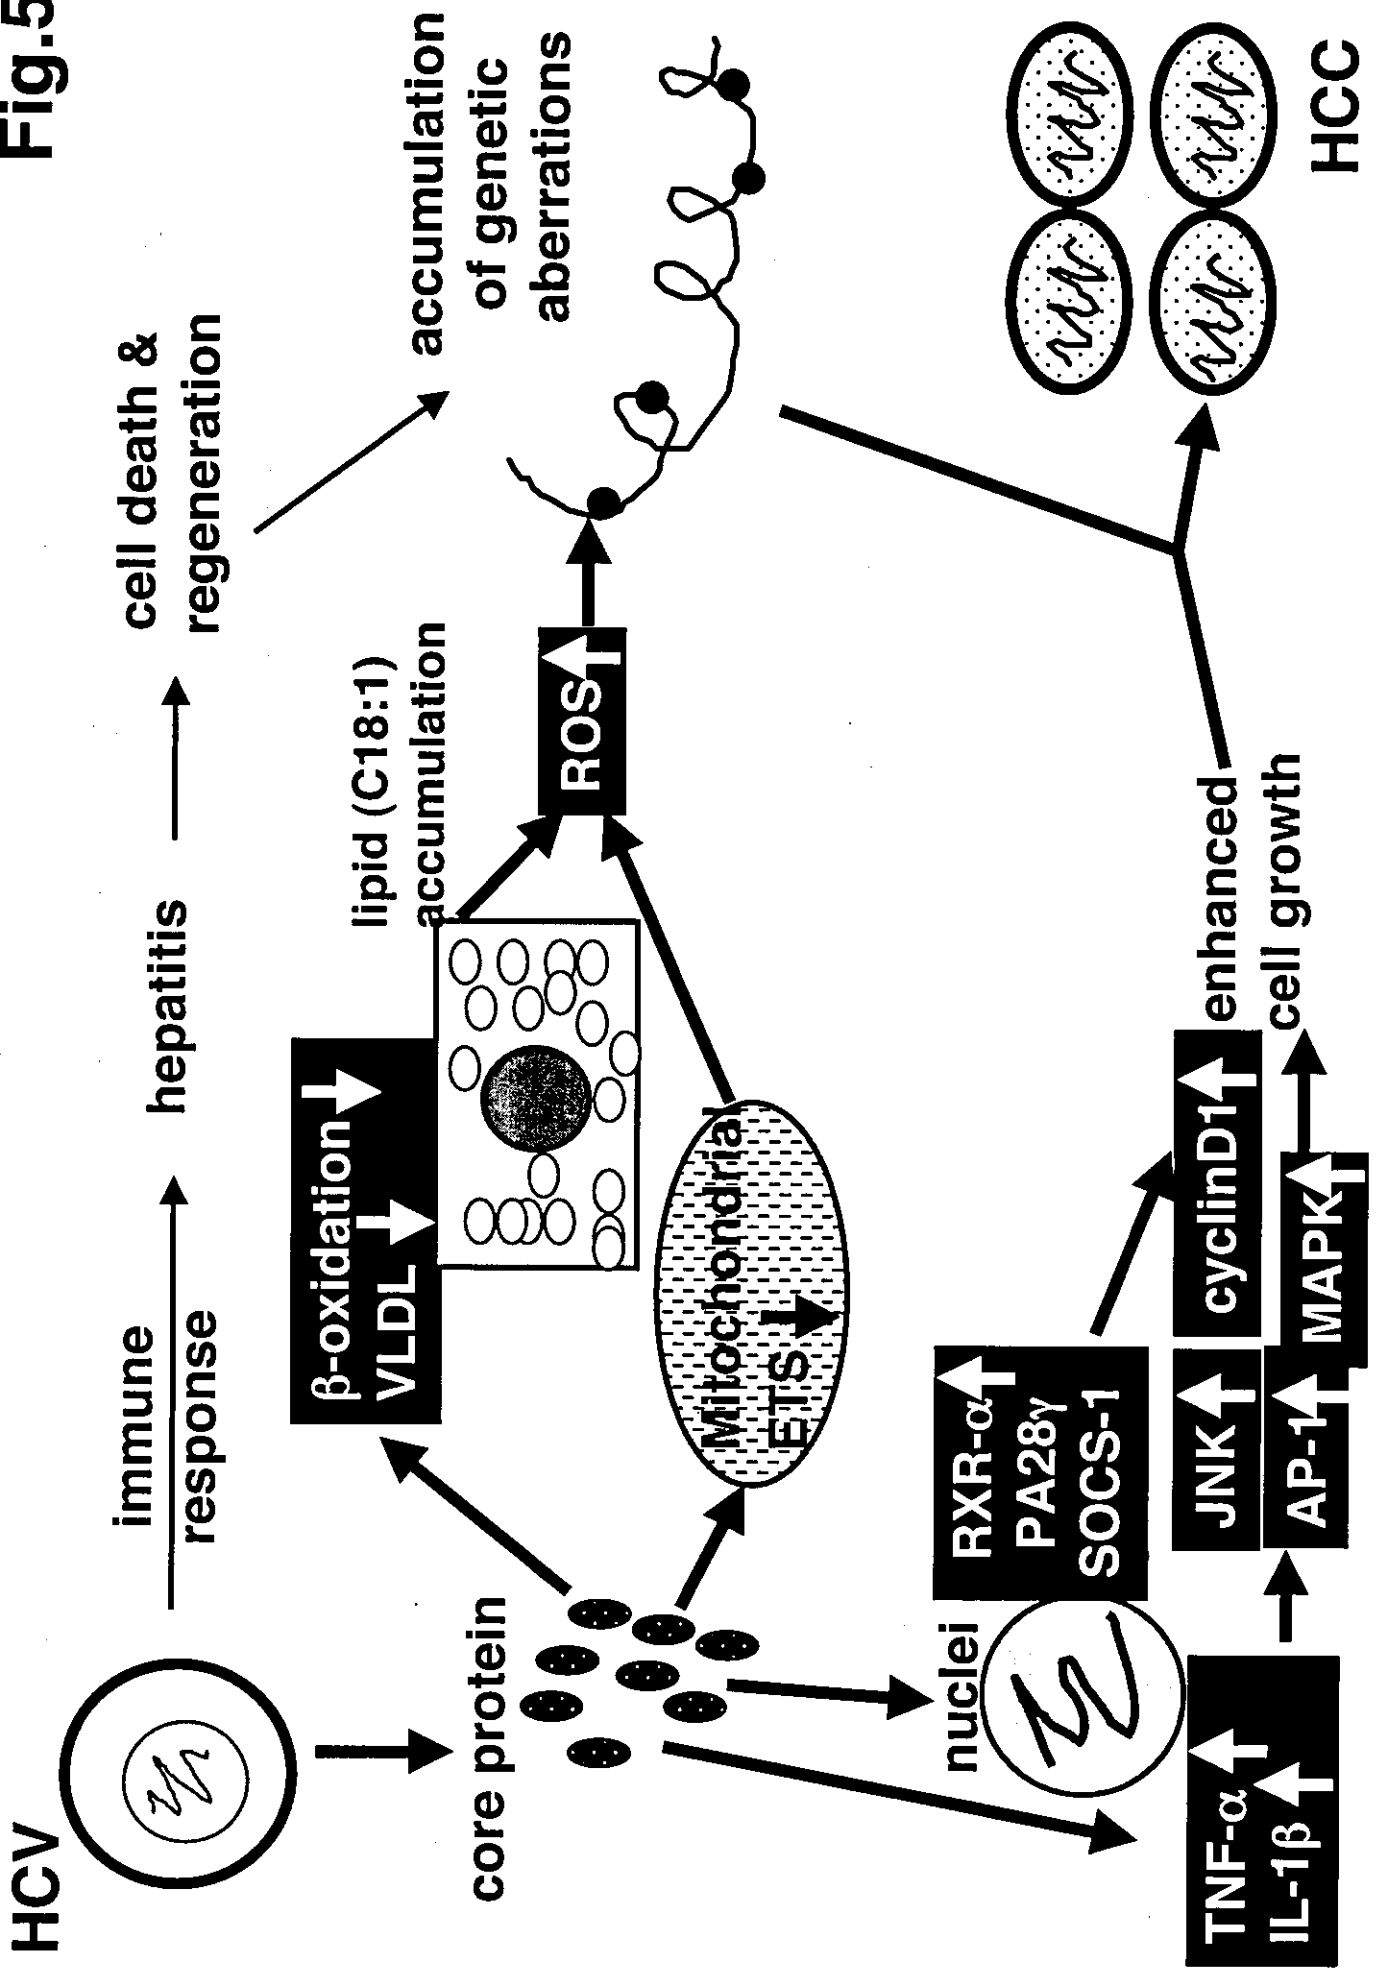 Fig.5
HCV
immune
response
hepatitis
cell death &
regeneration
core protein
β-oxidation
VLDL
lipid (C18:1)
accumulation
accumulation
of genetic
aberrations
ROS
Mitochondrial
ETS
nuclei
RXR-α
PA28γ
SOCS-1
TNF-α
IL-1β
JNK
AP-1
cyclinD1
MAPK
enhanced
cell growth
HCC